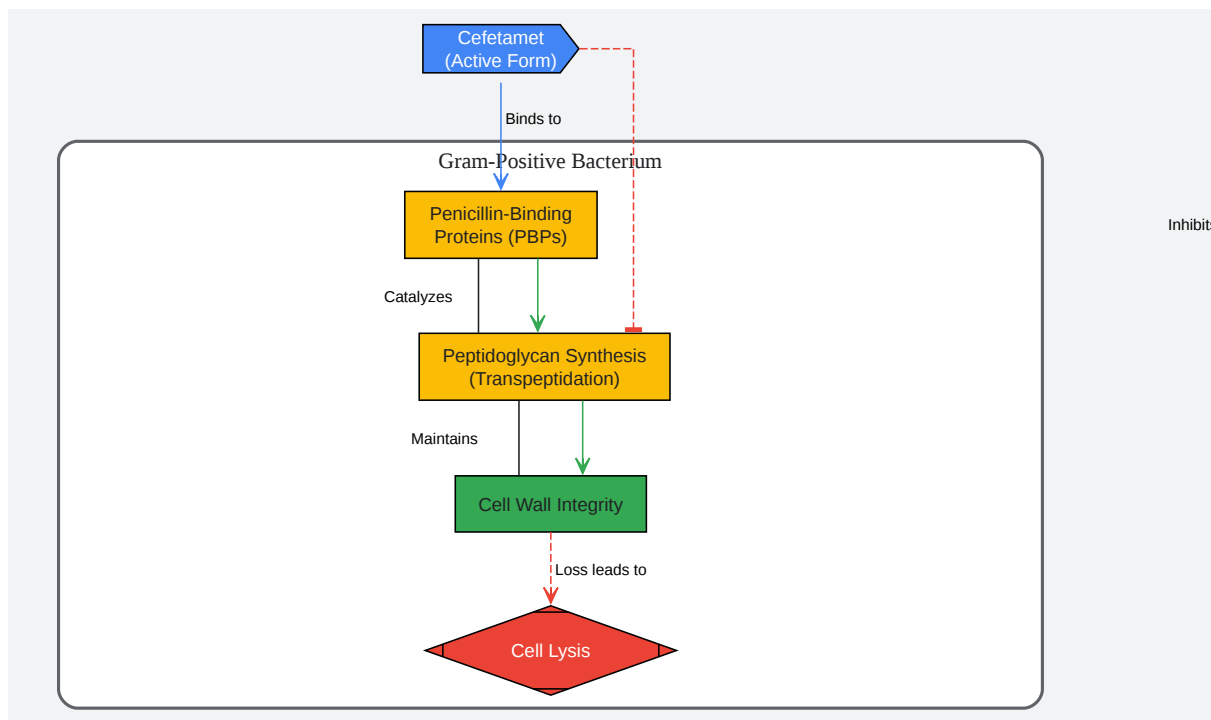 Cefetamet
(Active Form)
Binds to
Gram-Positive Bacterium
Penicillin-Binding
Proteins (PBPs)
Inhibits
Catalyzes
Peptidoglycan Synthesis
(Transpeptidation)
Maintains
Cell Wall Integrity
Loss leads to
Cell Lysis